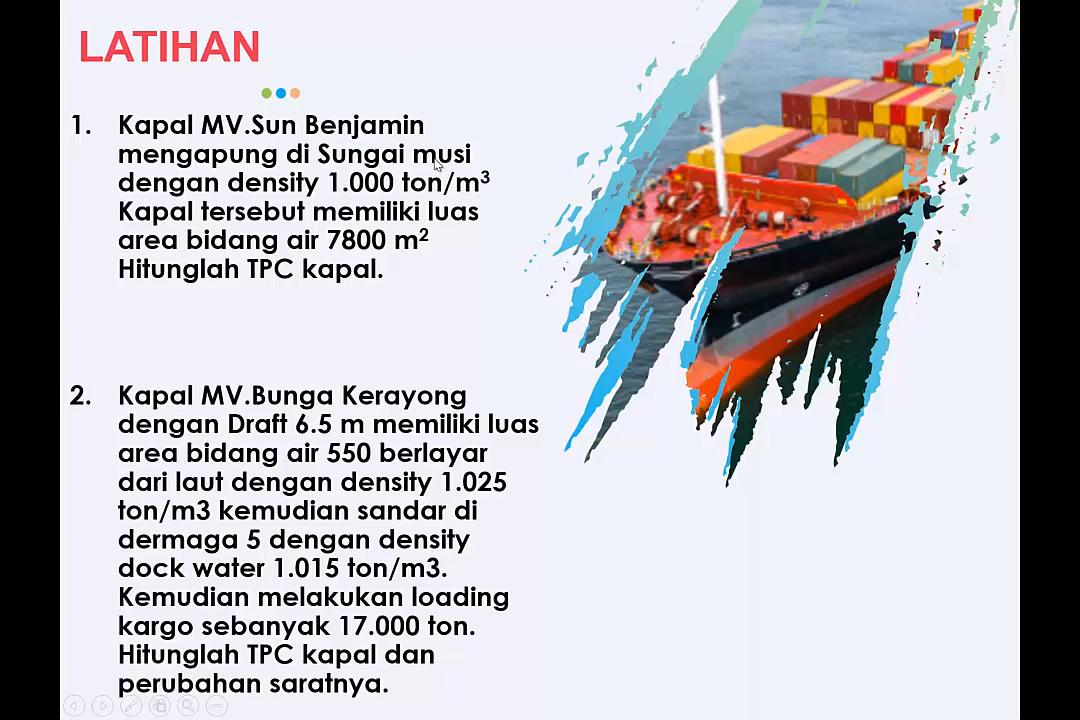 LATIHAN
1. Kapal MV.Sun Benjamin
mengapung di Sungai musi
dengan density 1.000 ton/m³
Kapal tersebut memiliki luas
area bidang air 7800 m²
Hitunglah TPC kapal.
2. Kapal MV.Bunga Kerayong
dengan Draft 6.5 m memiliki luas
area bidang air 550 berlayar
dari laut dengan density 1.025
ton/m3 kemudian sandar di
dermaga 5 dengan density
dock water 1.015 ton/m3.
Kemudian melakukan loading
kargo sebanyak 17.000 ton.
Hitunglah TPC kapal dan
perubahan saratnya.